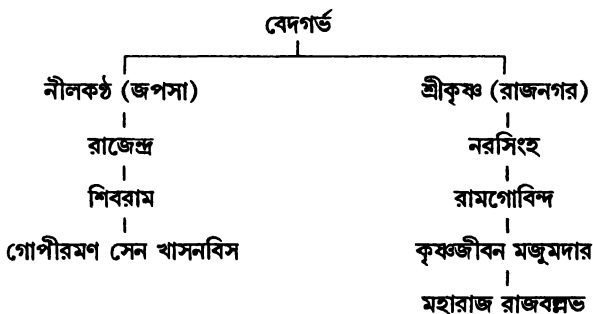 বেদগর্ভ
নীলকণ্ঠ (জপসা) শ্রীকৃষ্ণ (রাজনগর)
রাজেন্দ্র নরসিংহ
শিবরাম রামগোবিন্দ
গোপীরমণ সেন খাসনবিস কৃষ্ণজীবন মজুমদার
মহারাজ রাজবল্লভ